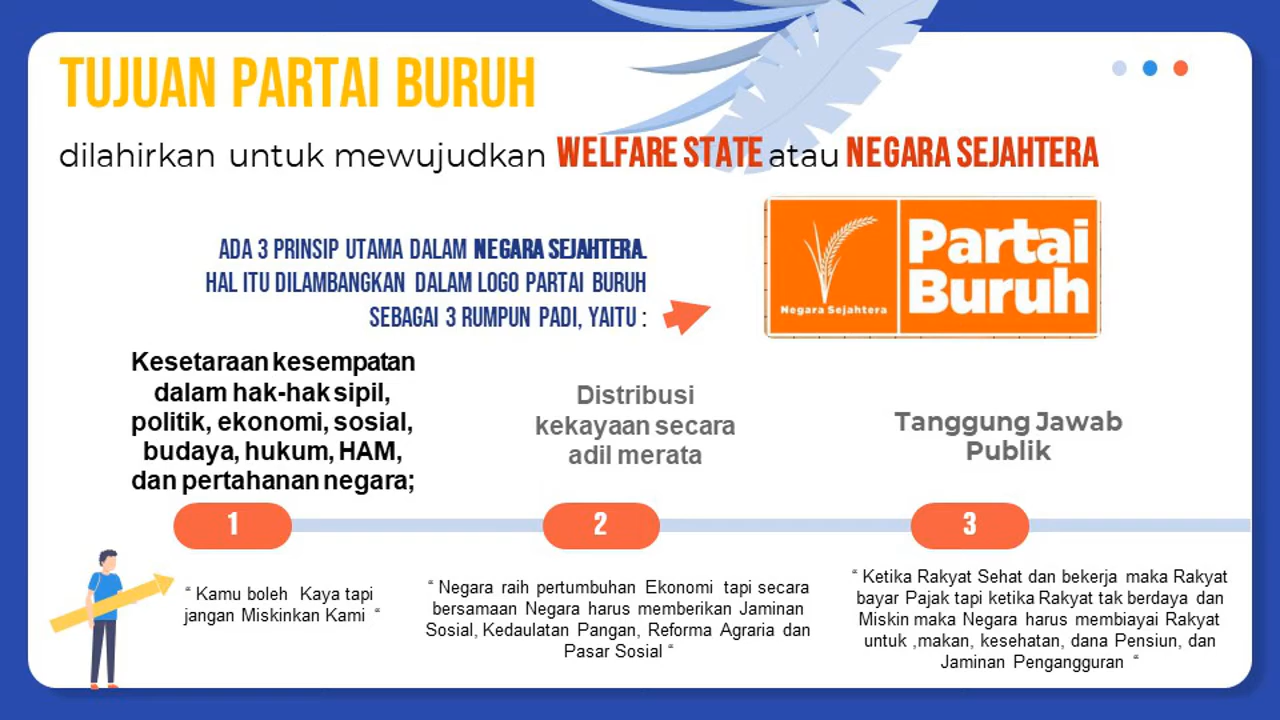 TUJUAN PARTAI BURUH
dilahirkan untuk mewujudkan WELFARE STATE atau NEGARA SEJAHTERA
ADA 3 PRINSIP UTAMA DALAM NEGARA SEJAHTERA.
HAL ITU DILAMBANGKAN DALAM LOGO PARTAI BURUH
SEBAGAI 3 RUMPUN PADI, YAITU :
Negara Sejahtera
Partai
Buruh
Kesetaraan kesempatan
dalam hak-hak sipil,
politik, ekonomi, sosial,
budaya, hukum, HAM,
dan pertahanan negara;
Distribusi
kekayaan secara
adil merata
Tanggung Jawab
Publik
1
2
3
“ Kamu boleh Kaya tapi
jangan Miskinkan Kami “
“ Negara raih pertumbuhan Ekonomi tapi secara
bersamaan Negara harus memberikan Jaminan
Sosial, Kedaulatan Pangan, Reforma Agraria dan
Pasar Sosial “
“ Ketika Rakyat Sehat dan bekerja maka Rakyat
bayar Pajak tapi ketika Rakyat tak berdaya dan
Miskin maka Negara harus membiayai Rakyat
untuk ,makan, kesehatan, dana Pensiun, dan
Jaminan Pengangguran “